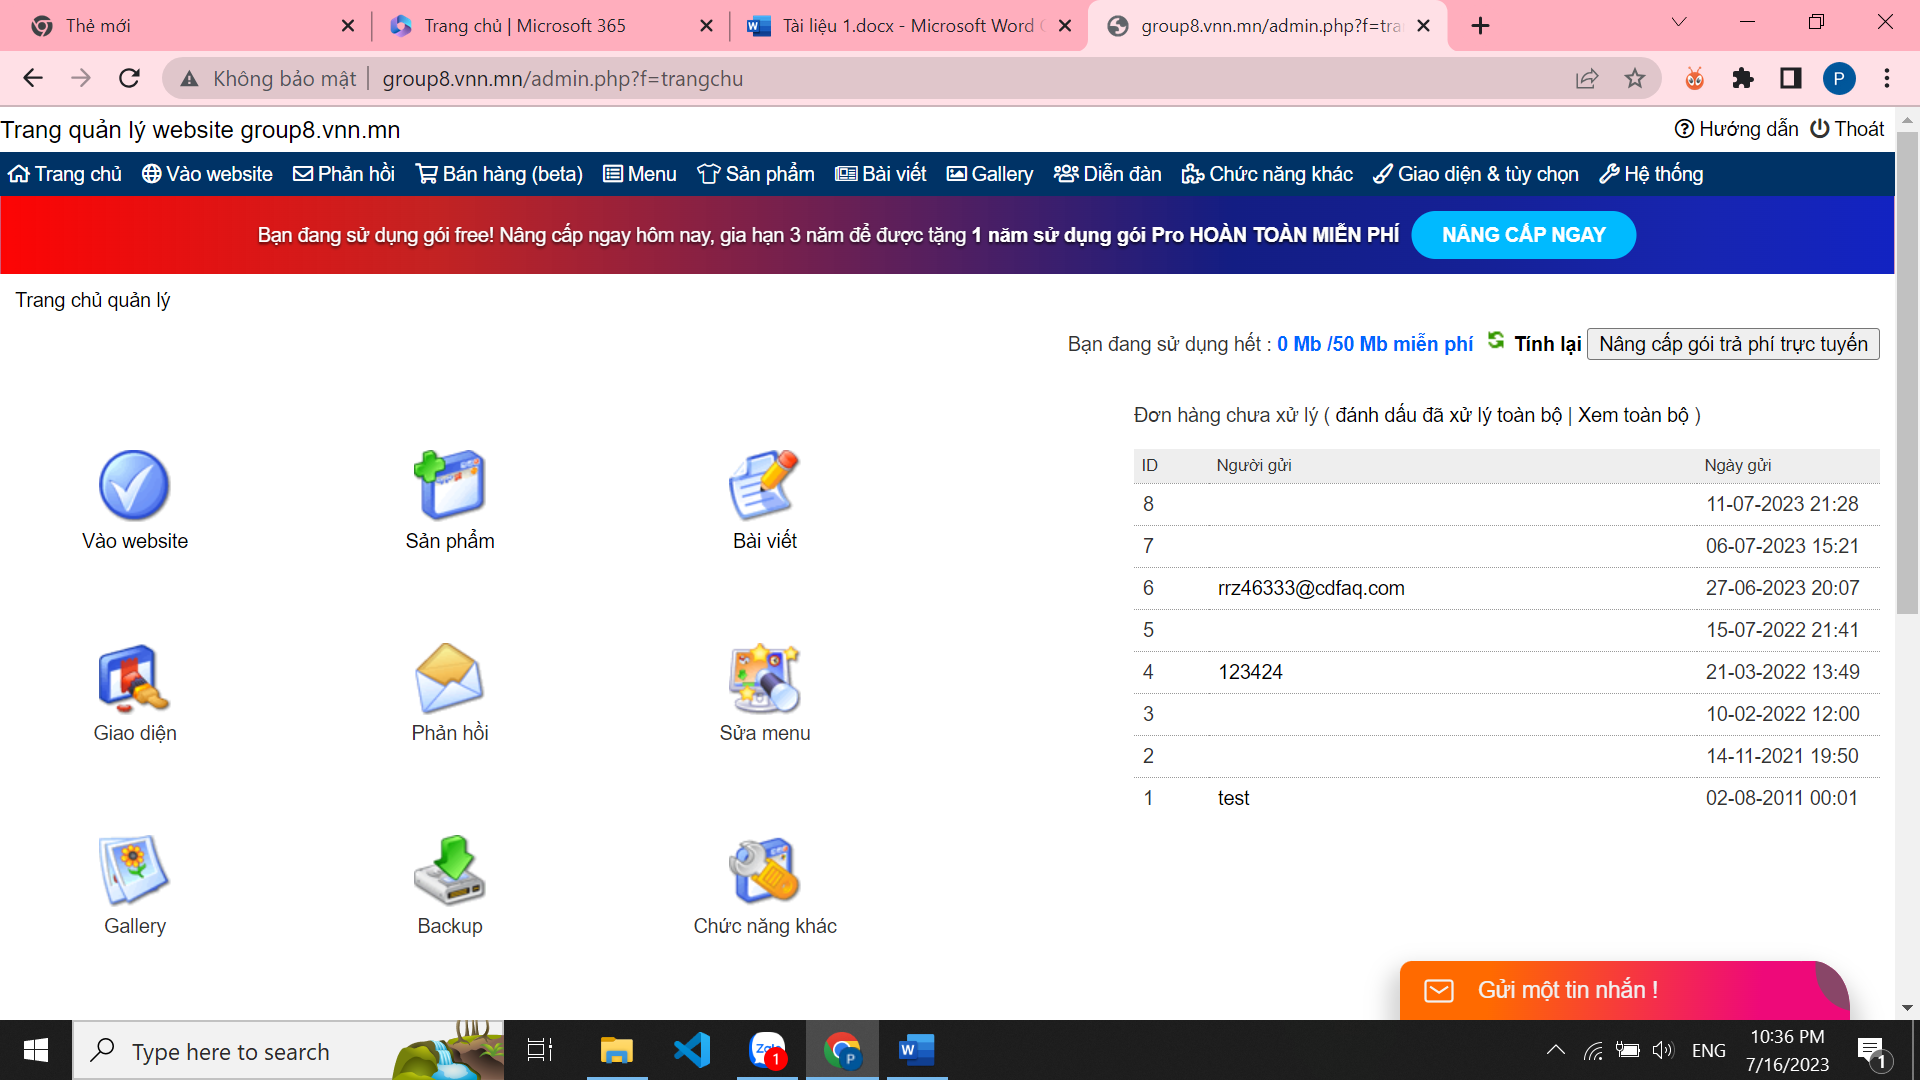 Thẻ mới
Trang chủ | Microsoft 365
Tài liệu 1.docx - Microsoft Word
group8.vnn.mn/admin.php?f=tra
Không bảo mật
group8.vnn.mn/admin.php?f=trangchu
P
Trang quản lý website group8.vnn.mn
Hướng dẫn
Thoát
Trang chủ
Vào website
Phản hồi
Bán hàng (beta)
Menu
Sản phẩm
Bài viết
Gallery
Diễn đàn
Chức năng khác
Giao diện & tùy chọn
Hệ thống
Bạn đang sử dụng gói free! Nâng cấp ngay hôm nay, gia hạn 3 năm để được tặng 1 năm sử dụng gói Pro HOÀN TOÀN MIỄN PHÍ
NÂNG CẤP NGAY
Trang chủ quản lý
Bạn đang sử dụng hết : 0 Mb /50 Mb miễn phí
Tính lại
Nâng cấp gói trả phí trực tuyến
Vào website
Sản phẩm
Bài viết
Giao diện
Phản hồi
Sửa menu
Gallery
Backup
Chức năng khác
Đơn hàng chưa xử lý ( đánh dấu đã xử lý toàn bộ | Xem toàn bộ )
ID Người gửi Ngày gửi
8 11-07-2023 21:28
7 06-07-2023 15:21
6 rrz46333@cdfaq.com 27-06-2023 20:07
5 15-07-2022 21:41
4 123424 21-03-2022 13:49
3 10-02-2022 12:00
2 14-11-2021 19:50
1 test 02-08-2011 00:01
Gửi một tin nhắn !
Type here to search
Zalo
1
P
W
ENG
10:36 PM
7/16/2023
1